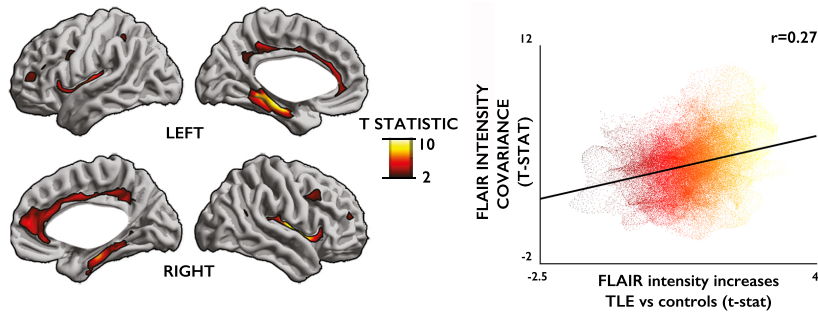 LEFT
T STATISTIC
10
2
RIGHT
12
r=0.27
FLAIR INTENSITY
COVARIANCE
(T-STAT)
-2
-2.5
4
FLAIR intensity increases
TLE vs controls (t-stat)